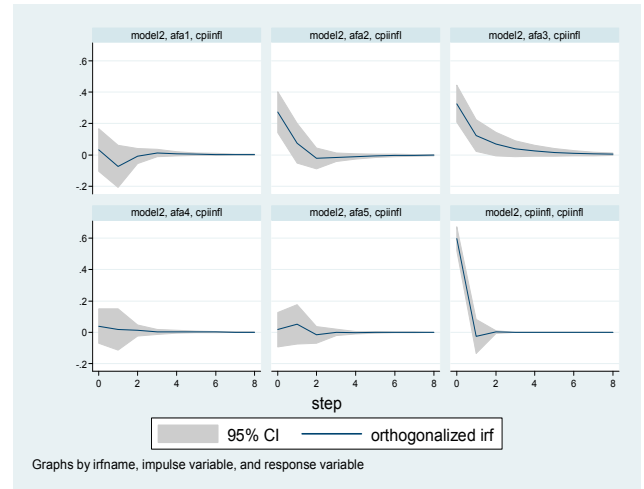 model2, afa1, cpiinfl
model2, afa2, cpiinfl
model2, afa3, cpiinfl
.6
.4
.2
0
-.2
model2, afa4, cpiinfl
model2, afa5, cpiinfl
model2, cpiinfl, cpiinfl
.6
.4
.2
0
-.2
0 2 4 6 8
0 2 4 6 8
0 2 4 6 8
step
95% CI
orthogonalized irf
Graphs by irfname, impulse variable, and response variable